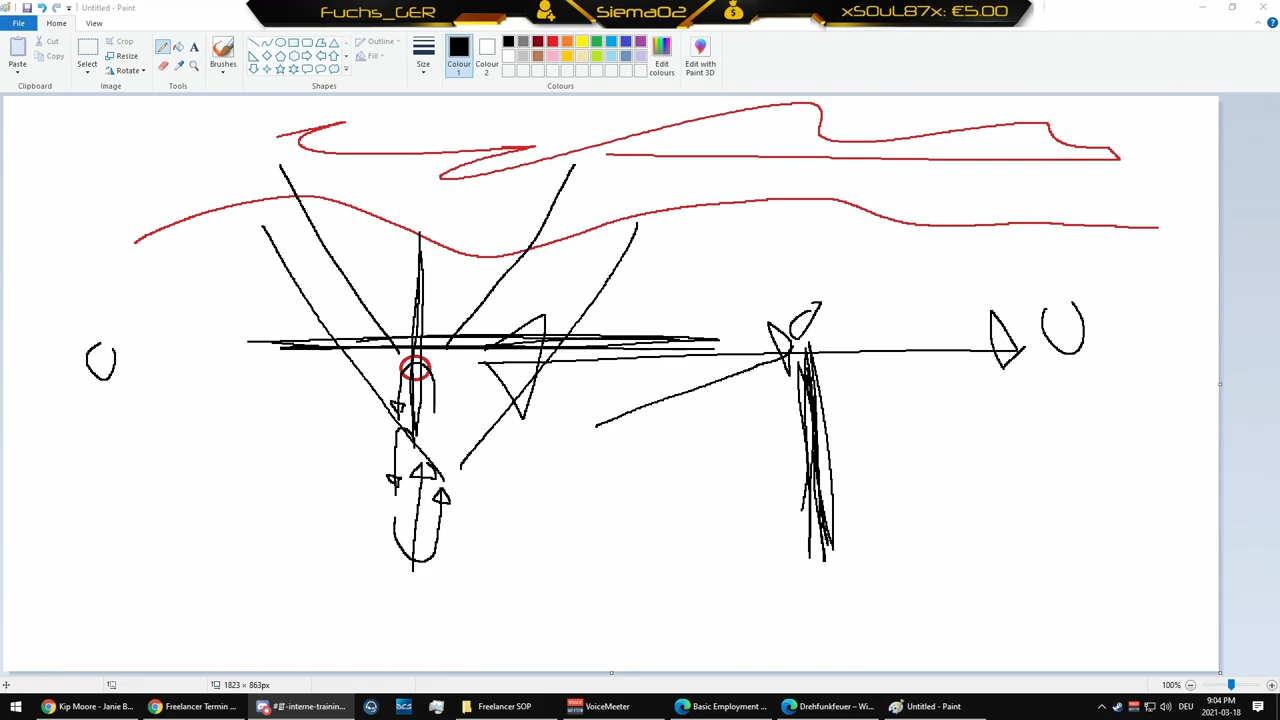 Untitled - Paint
Fuchs_GER
Siema02
xS0uL87x: €5.00
File
Home
View
Paste
Cut
Copy
Clipboard
Select
Crop
Resize
Rotate
Image
Tools
Brushes
Shapes
Outline
Fill
Size
Colour
1
Colour
2
Edit
colours
Colours
Edit with
Paint 3D
1823 × 863px
100%
Kip Moore - Janie B...
Freelancer Termin ...
-interne-trainin...
DCS
Freelancer SOP
VoiceMeeter
Basic Employment ...
Drehfunkfeuer – Wi...
Untitled - Paint
DEU
9:04 PM
2021-03-18